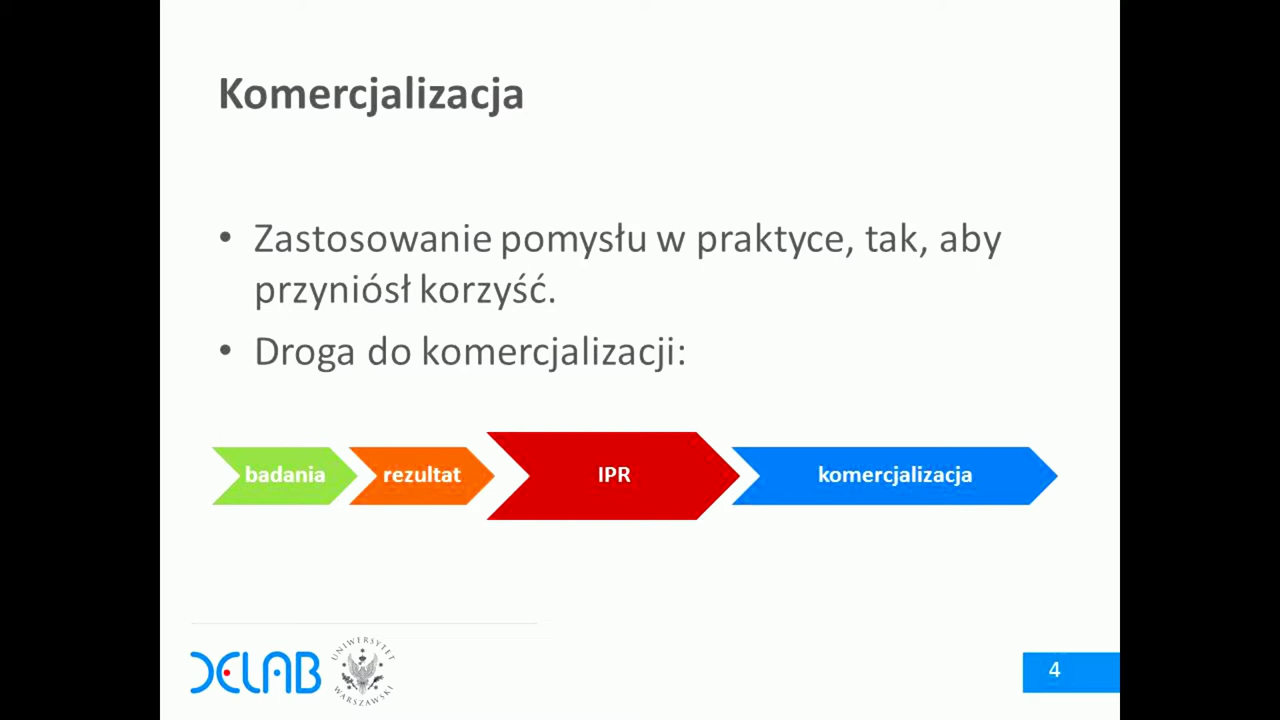 Komercjalizacja
• Zastosowanie pomysłu w praktyce, tak, aby
przyniósł korzyść.
• Droga do komercjalizacji:
badania
rezultat
IPR
komercjalizacja
DELAB
UNIWERSYTET
WARSZAWSKI
4